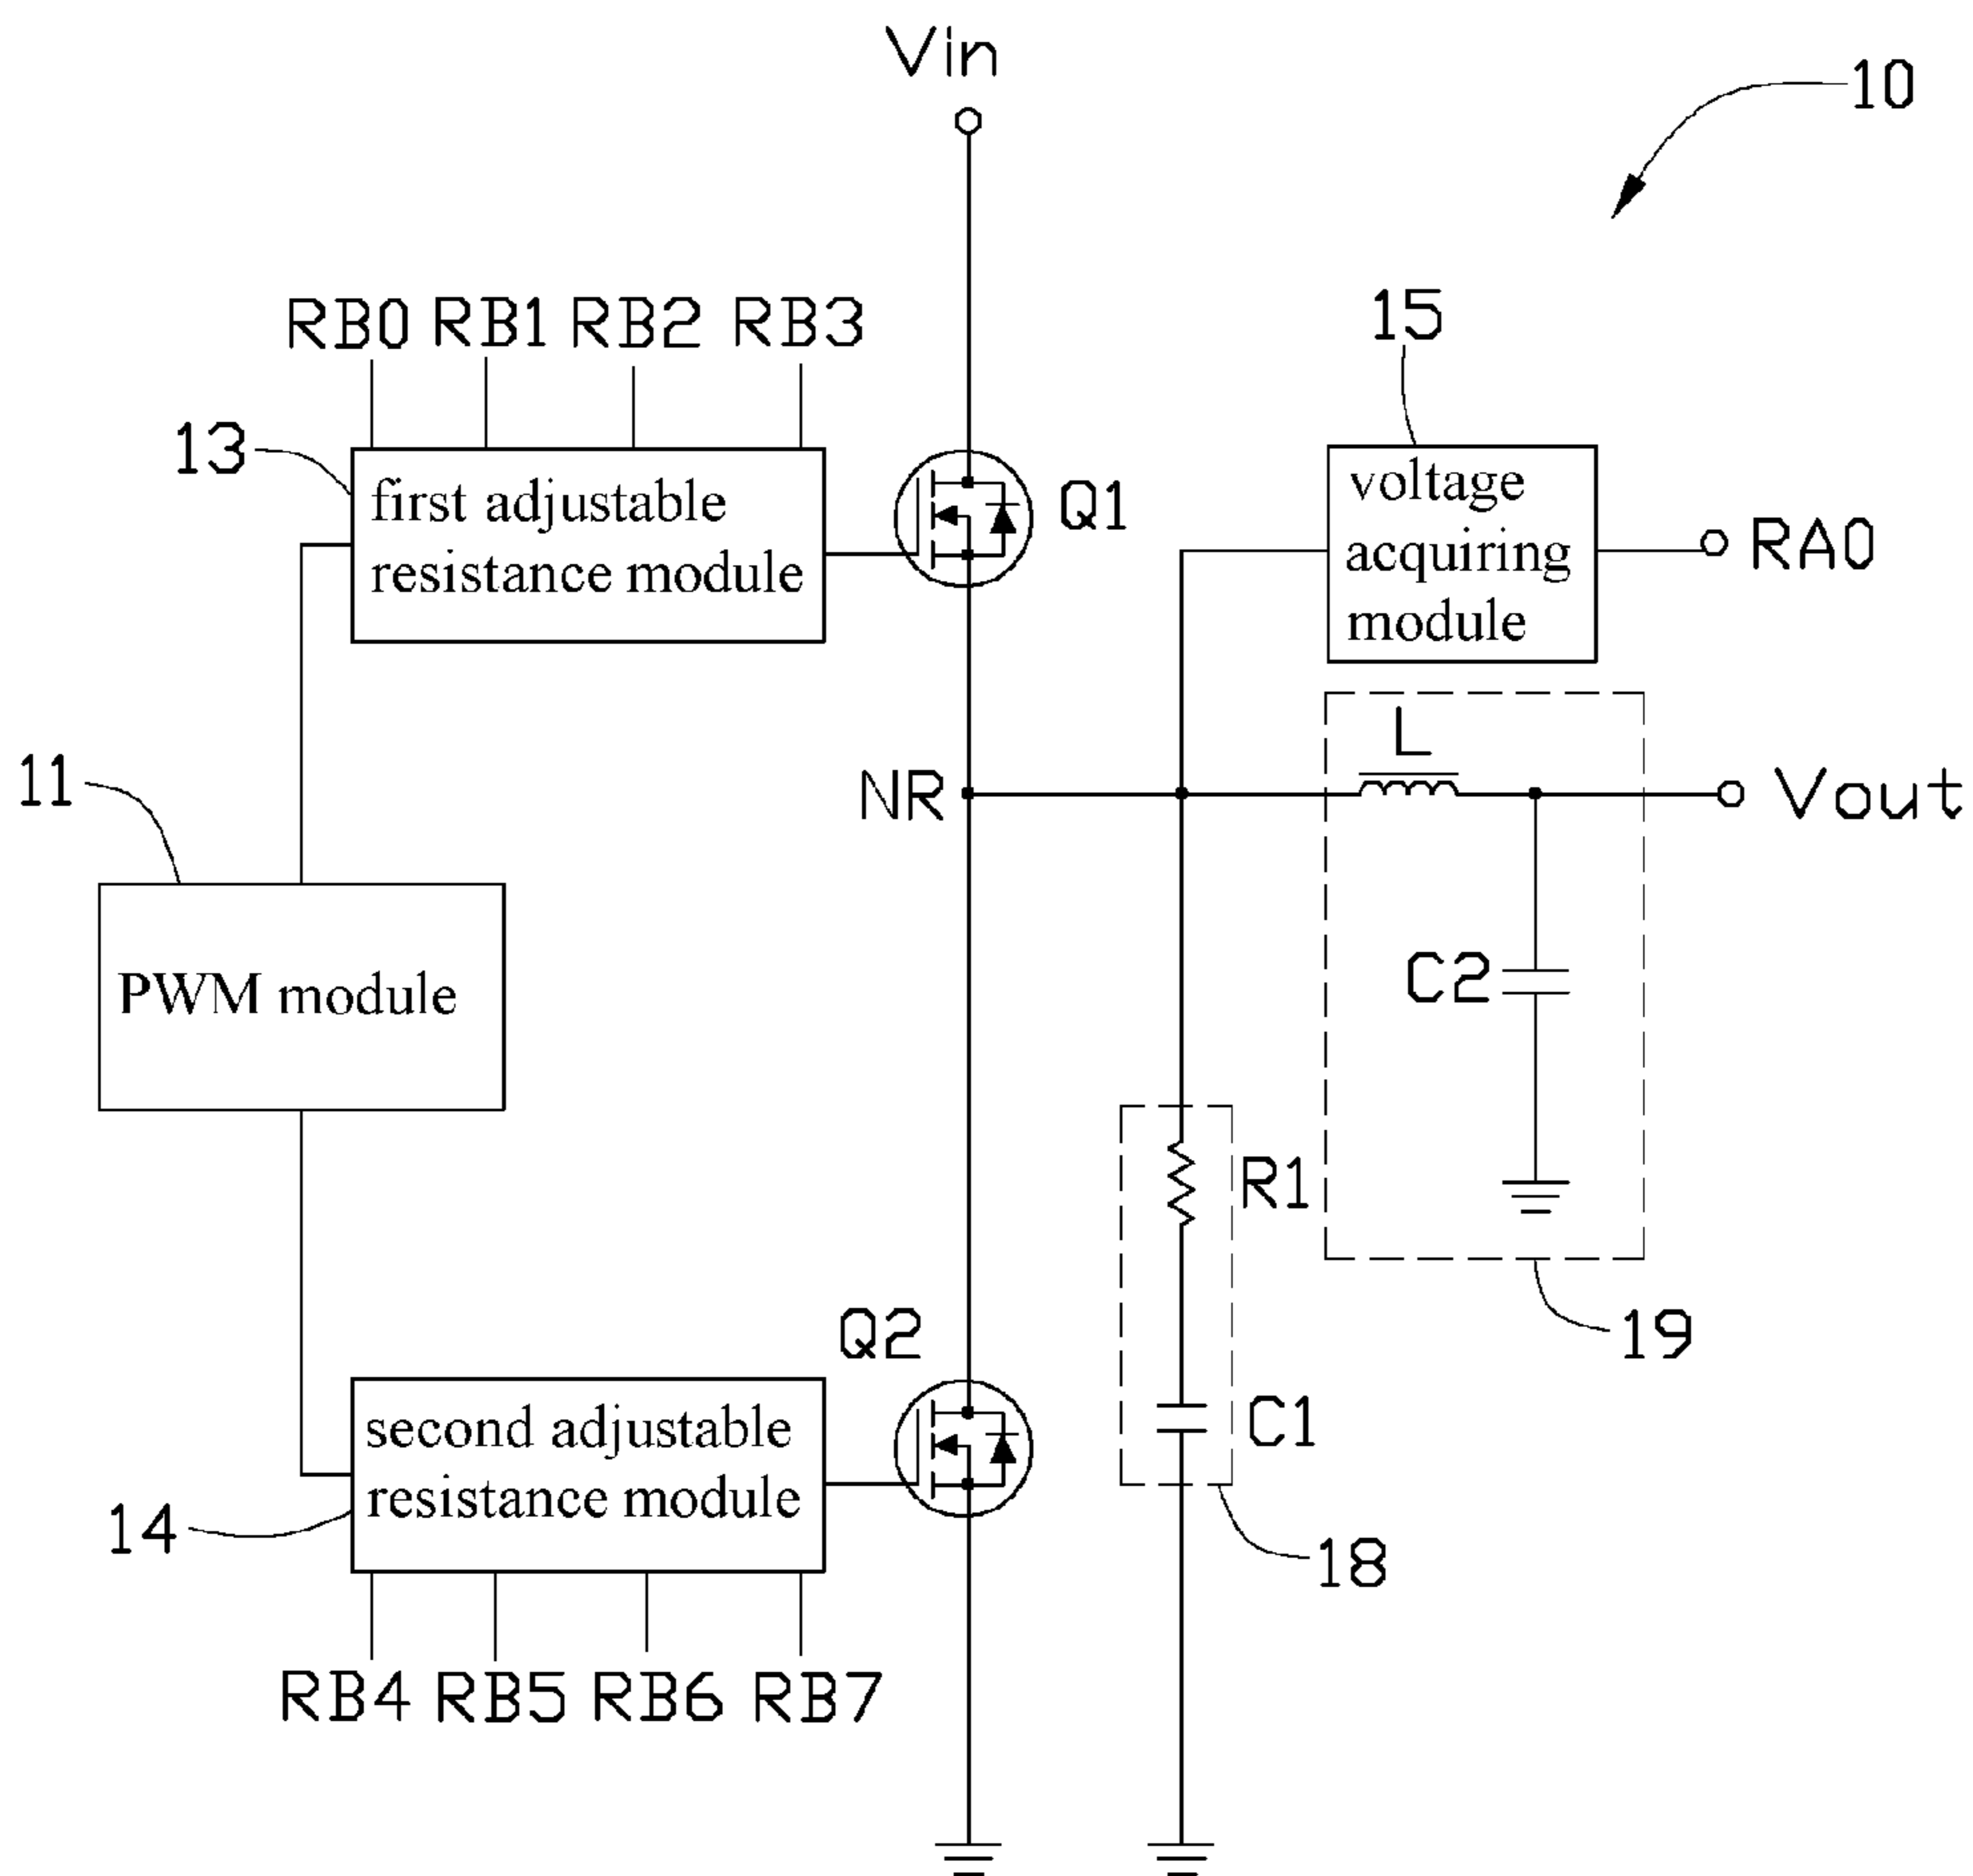 Vin
10
RB0 RB1 RB2 RB3
15
13
first adjustable
resistance module
Q1
voltage
acquiring
module
RA0
L
11
NR
Vout
PWM module
C2
R1
Q2
19
second adjustable
resistance module
C1
14
18
RB4 RB5 RB6 RB7